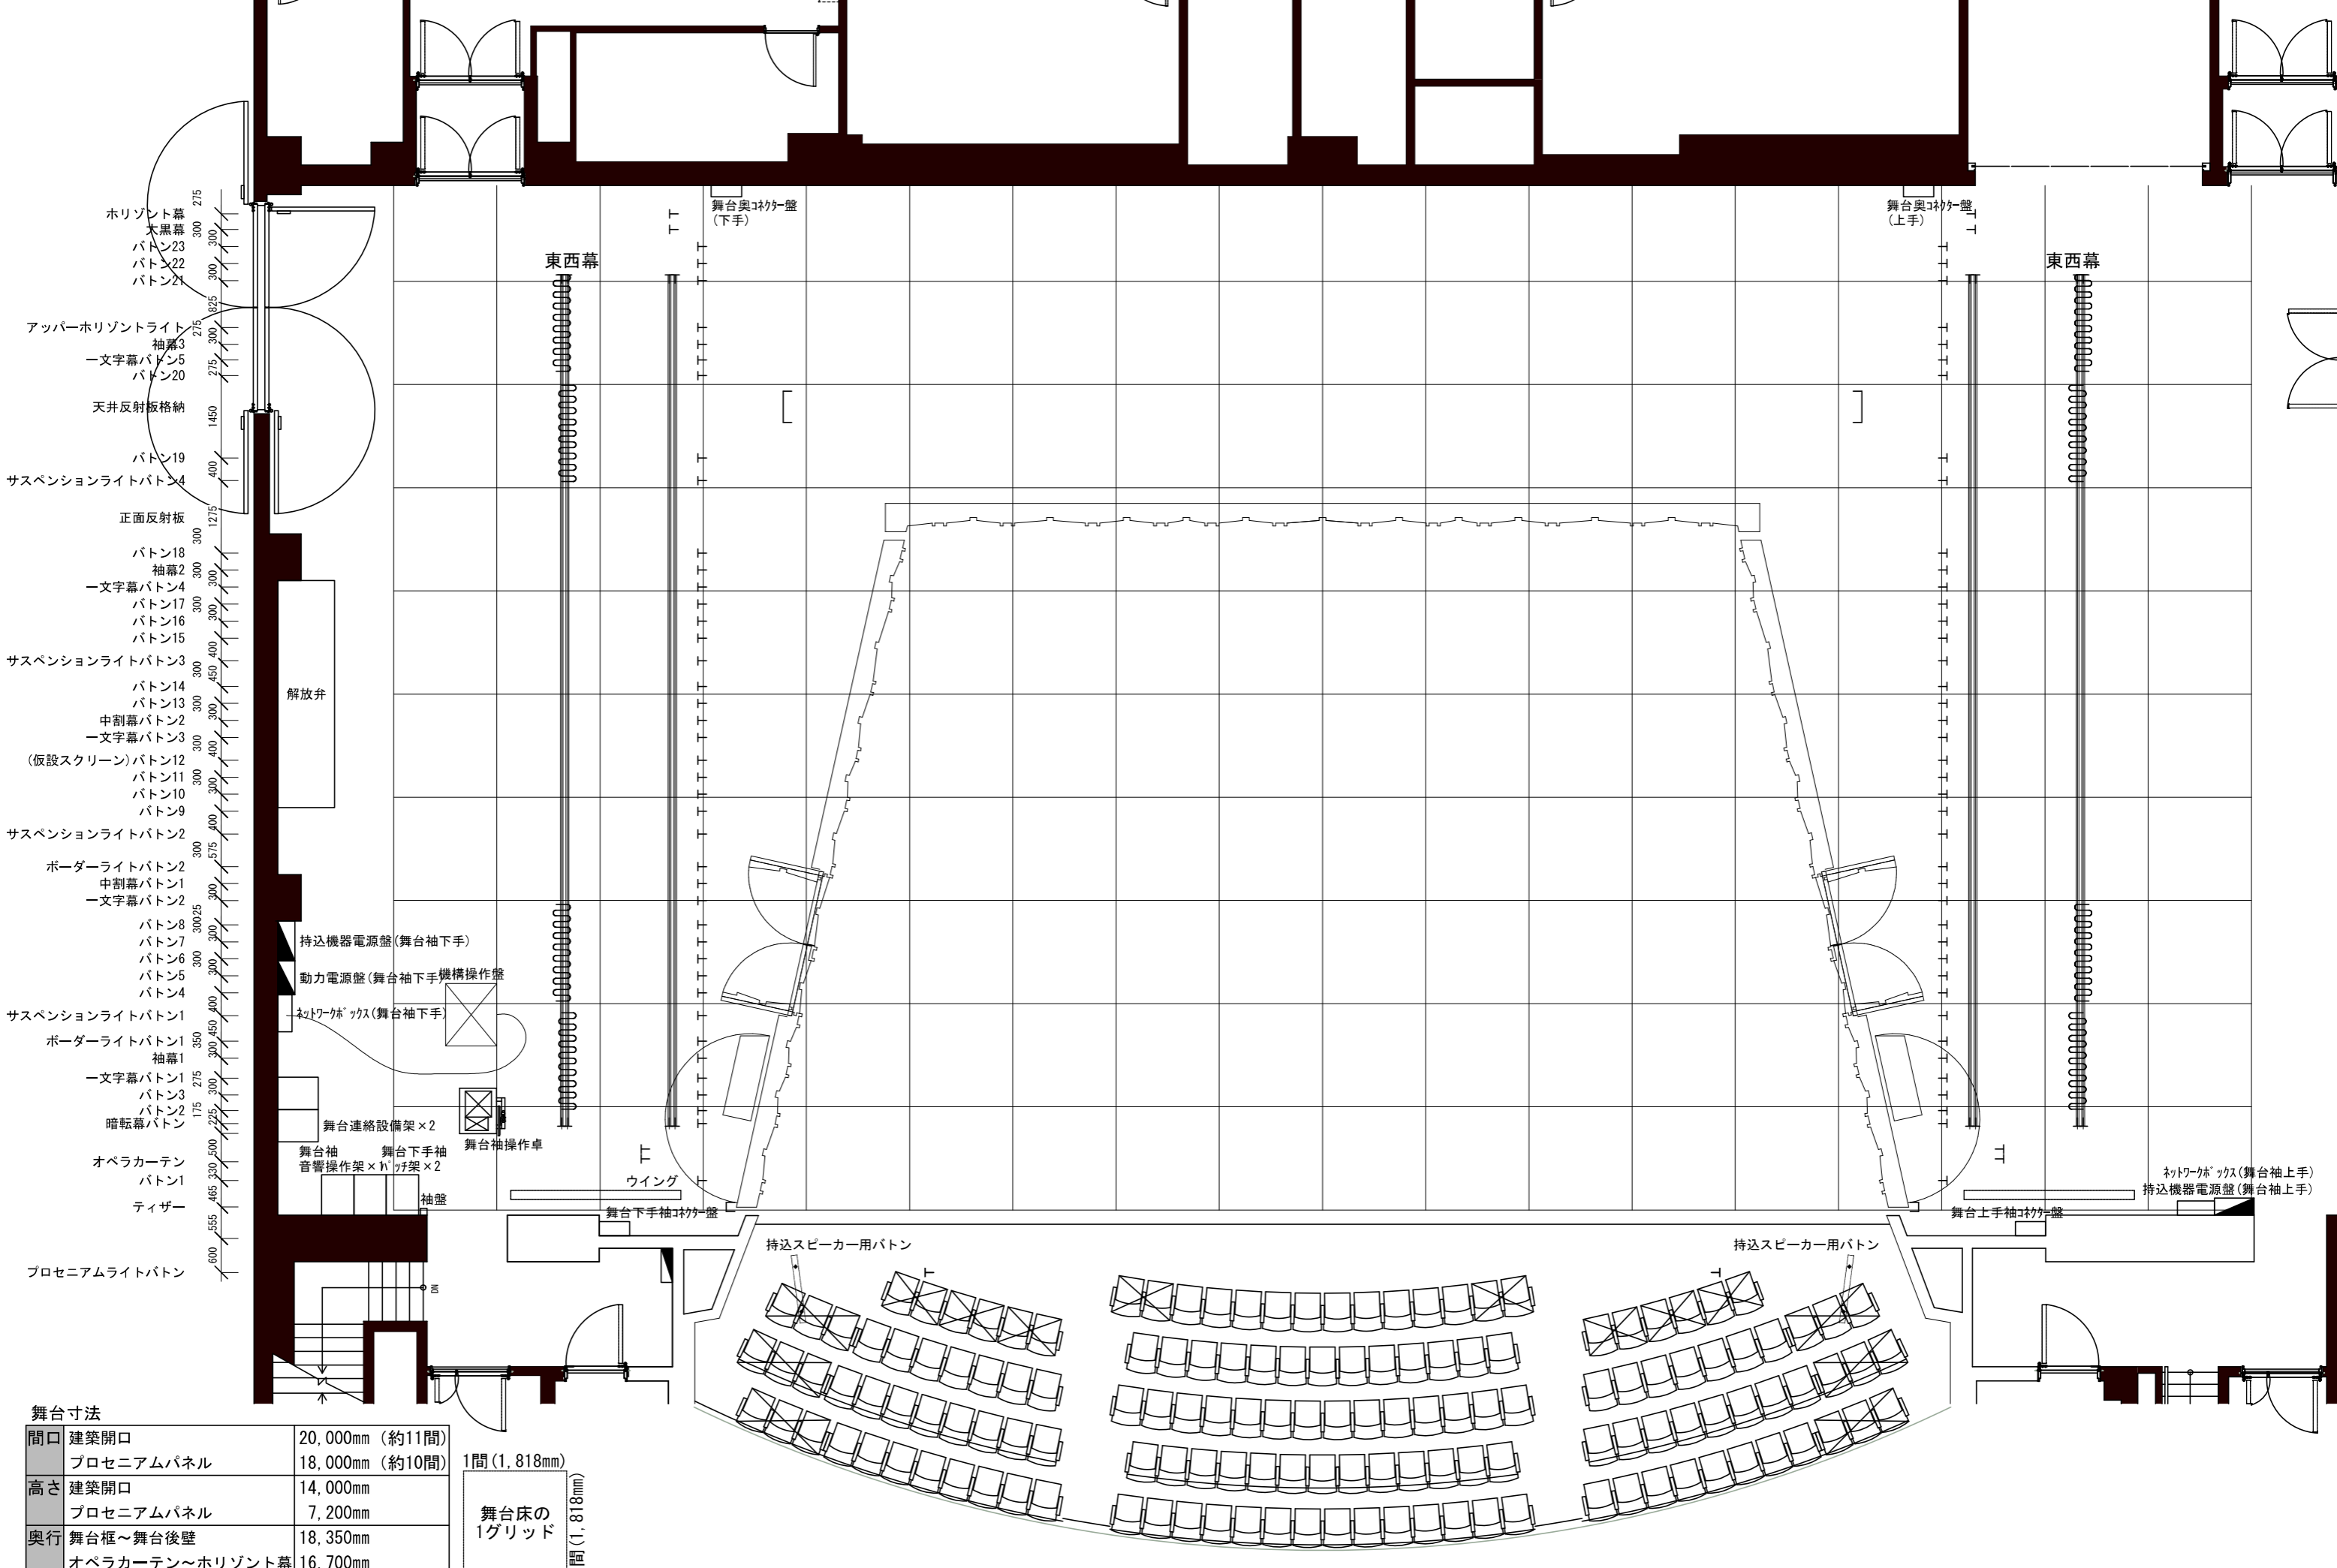 ホリゾント幕
大黒幕
バトン23
バトン22
バトン21
アッパーホリゾントライト
袖幕3
一文字幕バトン5
バトン20
天井反射板格納
バトン19
サスペンションライトバトン4
正面反射板
バトン18
袖幕2
一文字幕バトン4
バトン17
バトン16
バトン15
サスペンションライトバトン3
バトン14
バトン13
中割幕バトン2
一文字幕バトン3
(仮設スクリーン)バトン12
バトン11
バトン10
バトン9
サスペンションライトバトン2
ボーダーライトバトン2
中割幕バトン1
一文字幕バトン2
バトン8
バトン7
バトン6
バトン5
バトン4
サスペンションライトバトン1
ボーダーライトバトン1
袖幕1
一文字幕バトン1
バトン3
バトン2
暗転幕バトン
オペラカーテン
バトン1
ティザー
プロセニアムライトバトン
275
300
300
300
825
275
300
275
1450
400
1275
300
300
300
300
300
400
300
450
300
300
300
400
300
300
400
300
575
300
300
300
300
300
400
450
350
300
275
300
175
225
500
330
465
555
600
舞台奥ｺﾈｸﾀｰ盤
(下手)
舞台奥ｺﾈｸﾀｰ盤
(上手)
東西幕
東西幕
解放弁
持込機器電源盤(舞台袖下手)
動力電源盤(舞台袖下手)
機構操作盤
ﾈｯﾄﾜｰｸﾎﾞｯｸｽ(舞台袖下手)
舞台連絡設備架×2
舞台袖操作卓
舞台袖
音響操作架×1
舞台下手袖
ﾊﾟｯﾁ架×2
袖盤
ウイング
舞台下手袖ｺﾈｸﾀｰ盤
ﾈｯﾄﾜｰｸﾎﾞｯｸｽ(舞台袖上手)
持込機器電源盤(舞台袖上手)
舞台上手袖ｺﾈｸﾀｰ盤
持込スピーカー用バトン
持込スピーカー用バトン
舞台寸法
間口 建築開口 20,000mm (約11間)
プロセニアムパネル 18,000mm (約10間)
高さ 建築開口 14,000mm
プロセニアムパネル 7,200mm
奥行 舞台框～舞台後壁 18,350mm
オペラカーテン～ホリゾント幕 16,700mm
1間(1,818mm)
舞台床の
1グリッド
間(1,818mm)